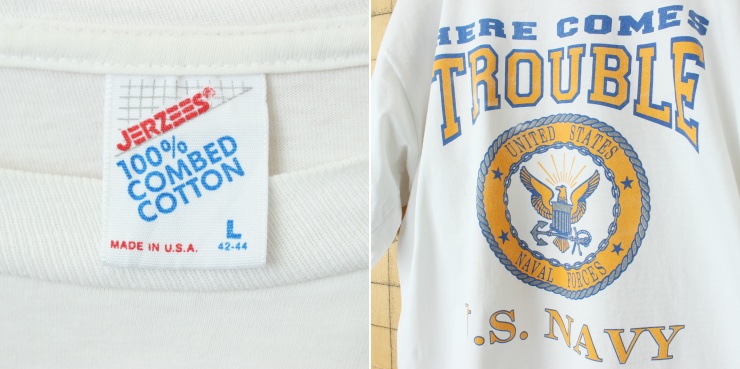 JERZEES®
100%
COMBED
COTTON
L
MADE IN U.S.A. 42-44
HERE COMES
TROUBLE
UNITED STATES
NAVAL FORCES
.S. NAVY